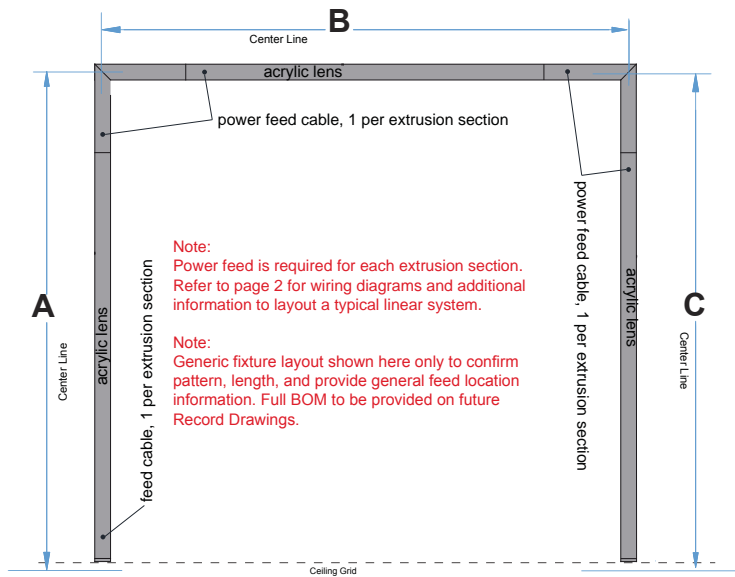 B
Center Line
acrylic lens
power feed cable, 1 per extrusion section
power feed cable, 1 per extrusion section
Note:
Power feed is required for each extrusion section.
Refer to page 2 for wiring diagrams and additional
information to layout a typical linear system.
Note:
Generic fixture layout shown here only to confirm
pattern, length, and provide general feed location
information. Full BOM to be provided on future
Record Drawings.
A
Center Line
acrylic lens
feed cable, 1 per extrusion section
acrylic lens
C
Center Line
Ceiling Grid